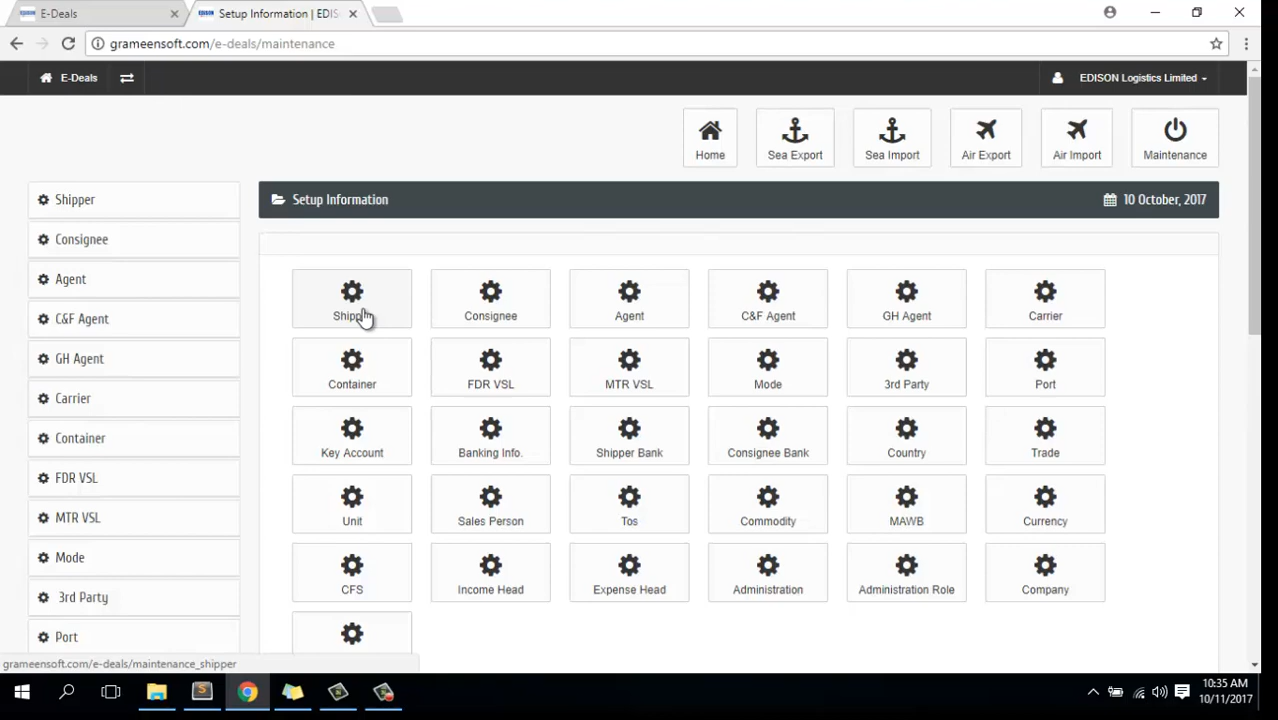 E-Deals
Setup Information | EDIS
grameensoft.com/e-deals/maintenance
E-Deals
EDISON Logistics Limited
Home
Sea Export
Sea Import
Air Export
Air Import
Maintenance
Shipper
Consignee
Agent
C&F Agent
GH Agent
Carrier
Container
FDR VSL
MTR VSL
Mode
3rd Party
Port
Setup Information
10 October, 2017
Shipper
Consignee
Agent
C&F Agent
GH Agent
Carrier
Container
FDR VSL
MTR VSL
Mode
3rd Party
Port
Key Account
Banking Info.
Shipper Bank
Consignee Bank
Country
Trade
Unit
Sales Person
Tos
Commodity
MAWB
Currency
CFS
Income Head
Expense Head
Administration
Administration Role
Company
grameensoft.com/e-deals/maintenance_shipper
10:35 AM
10/11/2017